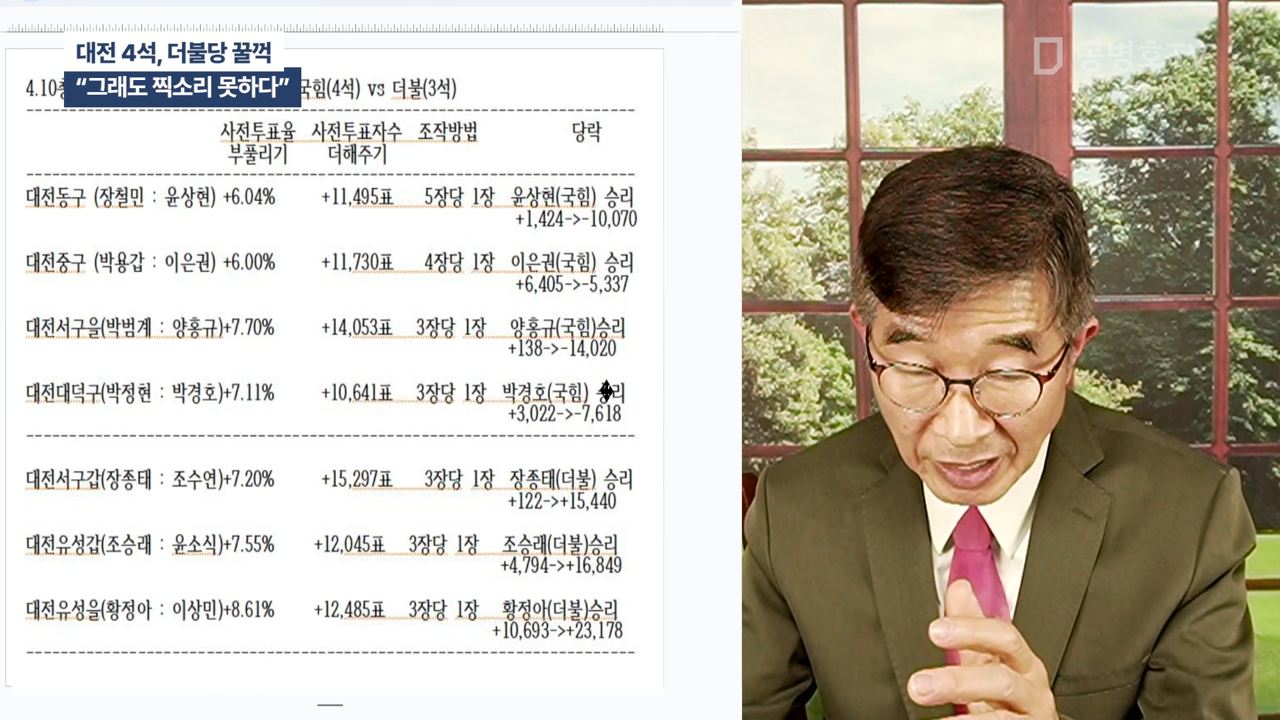 대전 4석, 더불당 꿀꺽
“그래도 찍소리 못하다”
공병호
4.10 국힘(4석) vs 더불(3석)
사전투표율 사전투표자수 조작방법 당락
부풀리기 더해주기
대전동구 (장철민 : 윤상현) +6.04% +11,495표 5장당 1장 윤상현(국힘) 승리
+1,424->-10,070
대전중구 (박용갑 : 이은권) +6.00% +11,730표 4장당 1장 이은권(국힘) 승리
+6,405->-5,337
대전서구을(박범계 : 양홍규)+7.70% +14,053표 3장당 1장 양홍규(국힘)승리
+138->-14,020
대전대덕구(박정현 : 박경호)+7.11% +10,641표 3장당 1장 박경호(국힘) 승리
+3,022->-7,618
대전서구갑(장종태 : 조수연)+7.20% +15,297표 3장당 1장 장종태(더불) 승리
+122->+15,440
대전유성갑(조승래 : 윤소식)+7.55% +12,045표 3장당 1장 조승래(더불)승리
+4,794->+16,849
대전유성을(황정아 : 이상민)+8.61% +12,485표 3장당 1장 황정아(더불)승리
+10,693->+23,178